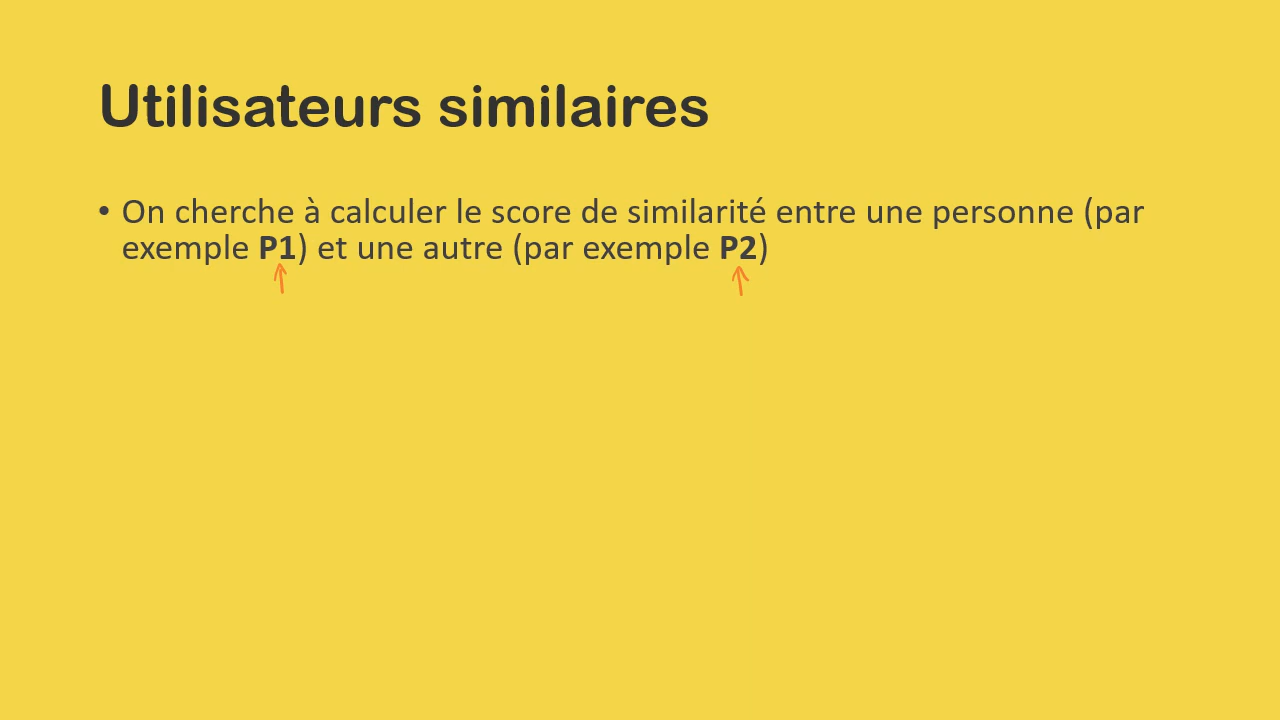 Utilisateurs similaires
• On cherche à calculer le score de similarité entre une personne (par
exemple P1) et une autre (par exemple P2)